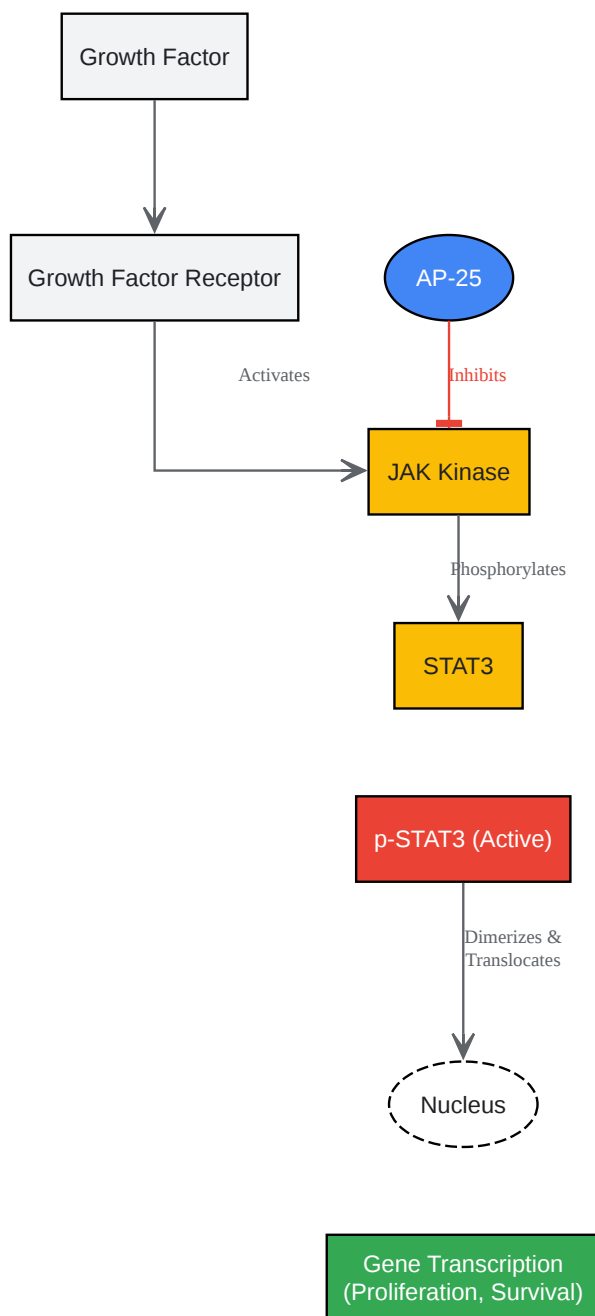 Growth Factor
Growth Factor Receptor
AP-25
Activates
Inhibits
JAK Kinase
Phosphorylates
STAT3
p-STAT3 (Active)
Dimerizes &
Translocates
Nucleus
Gene Transcription
(Proliferation, Survival)